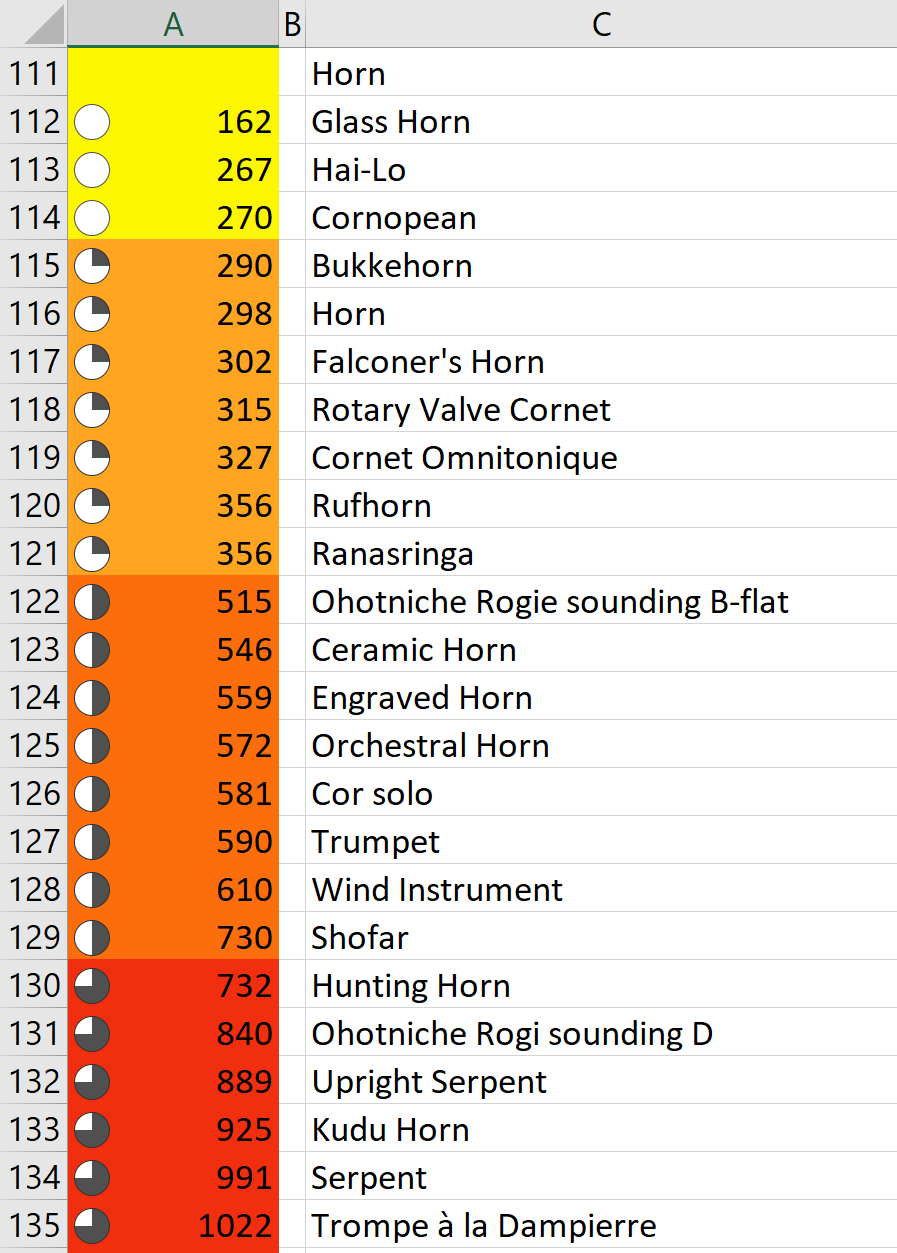 A B C
111 Horn
112 162 Glass Horn
113 267 Hai-Lo
114 270 Cornopean
115 290 Bukkehorn
116 298 Horn
117 302 Falconer's Horn
118 315 Rotary Valve Cornet
119 327 Cornet Omnitonique
120 356 Rufhorn
121 356 Ranasringa
122 515 Ohotniche Rogie sounding B-flat
123 546 Ceramic Horn
124 559 Engraved Horn
125 572 Orchestral Horn
126 581 Cor solo
127 590 Trumpet
128 610 Wind Instrument
129 730 Shofar
130 732 Hunting Horn
131 840 Ohotniche Rogi sounding D
132 889 Upright Serpent
133 925 Kudu Horn
134 991 Serpent
135 1022 Trompe à la Dampierre